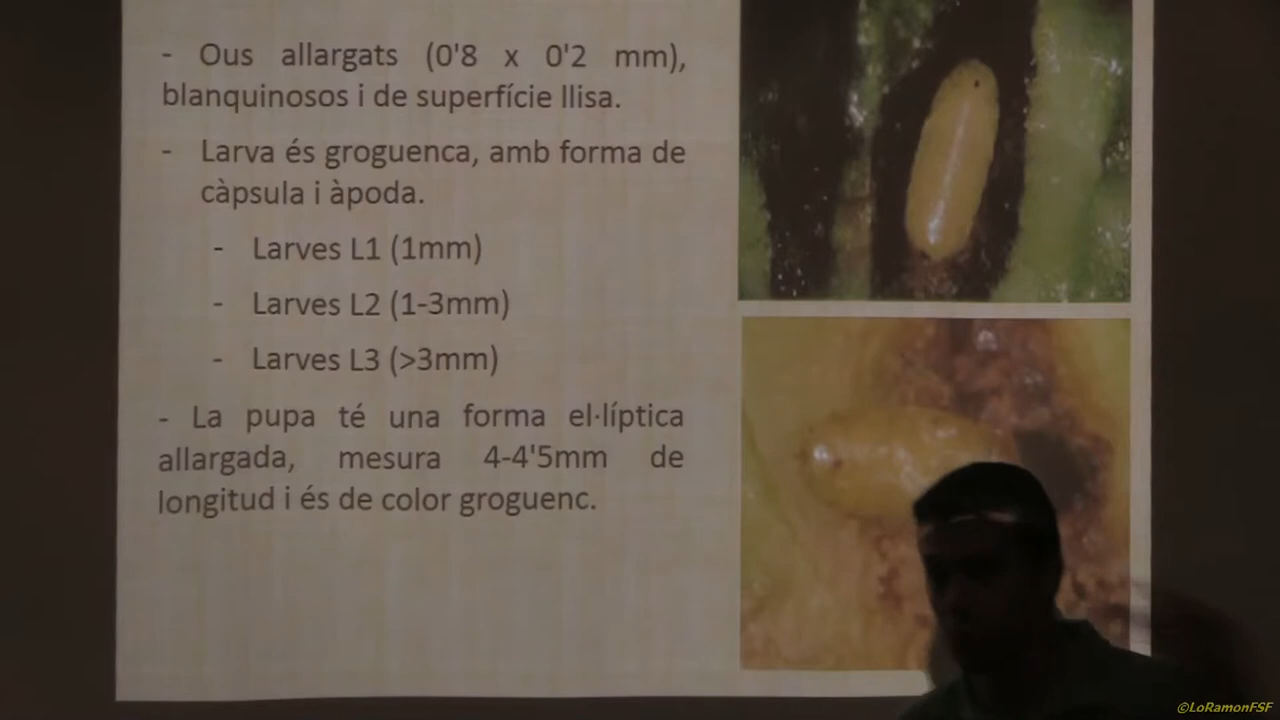 - Ous allargats (0'8 x 0'2 mm),
blanquinosos i de superfície llisa.
- Larva és groguenca, amb forma de
càpsula i àpoda.
- Larves L1 (1mm)
- Larves L2 (1-3mm)
- Larves L3 (>3mm)
- La pupa té una forma el·líptica
allargada, mesura 4-4'5mm de
longitud i és de color groguenc.
©LoRamonFSF